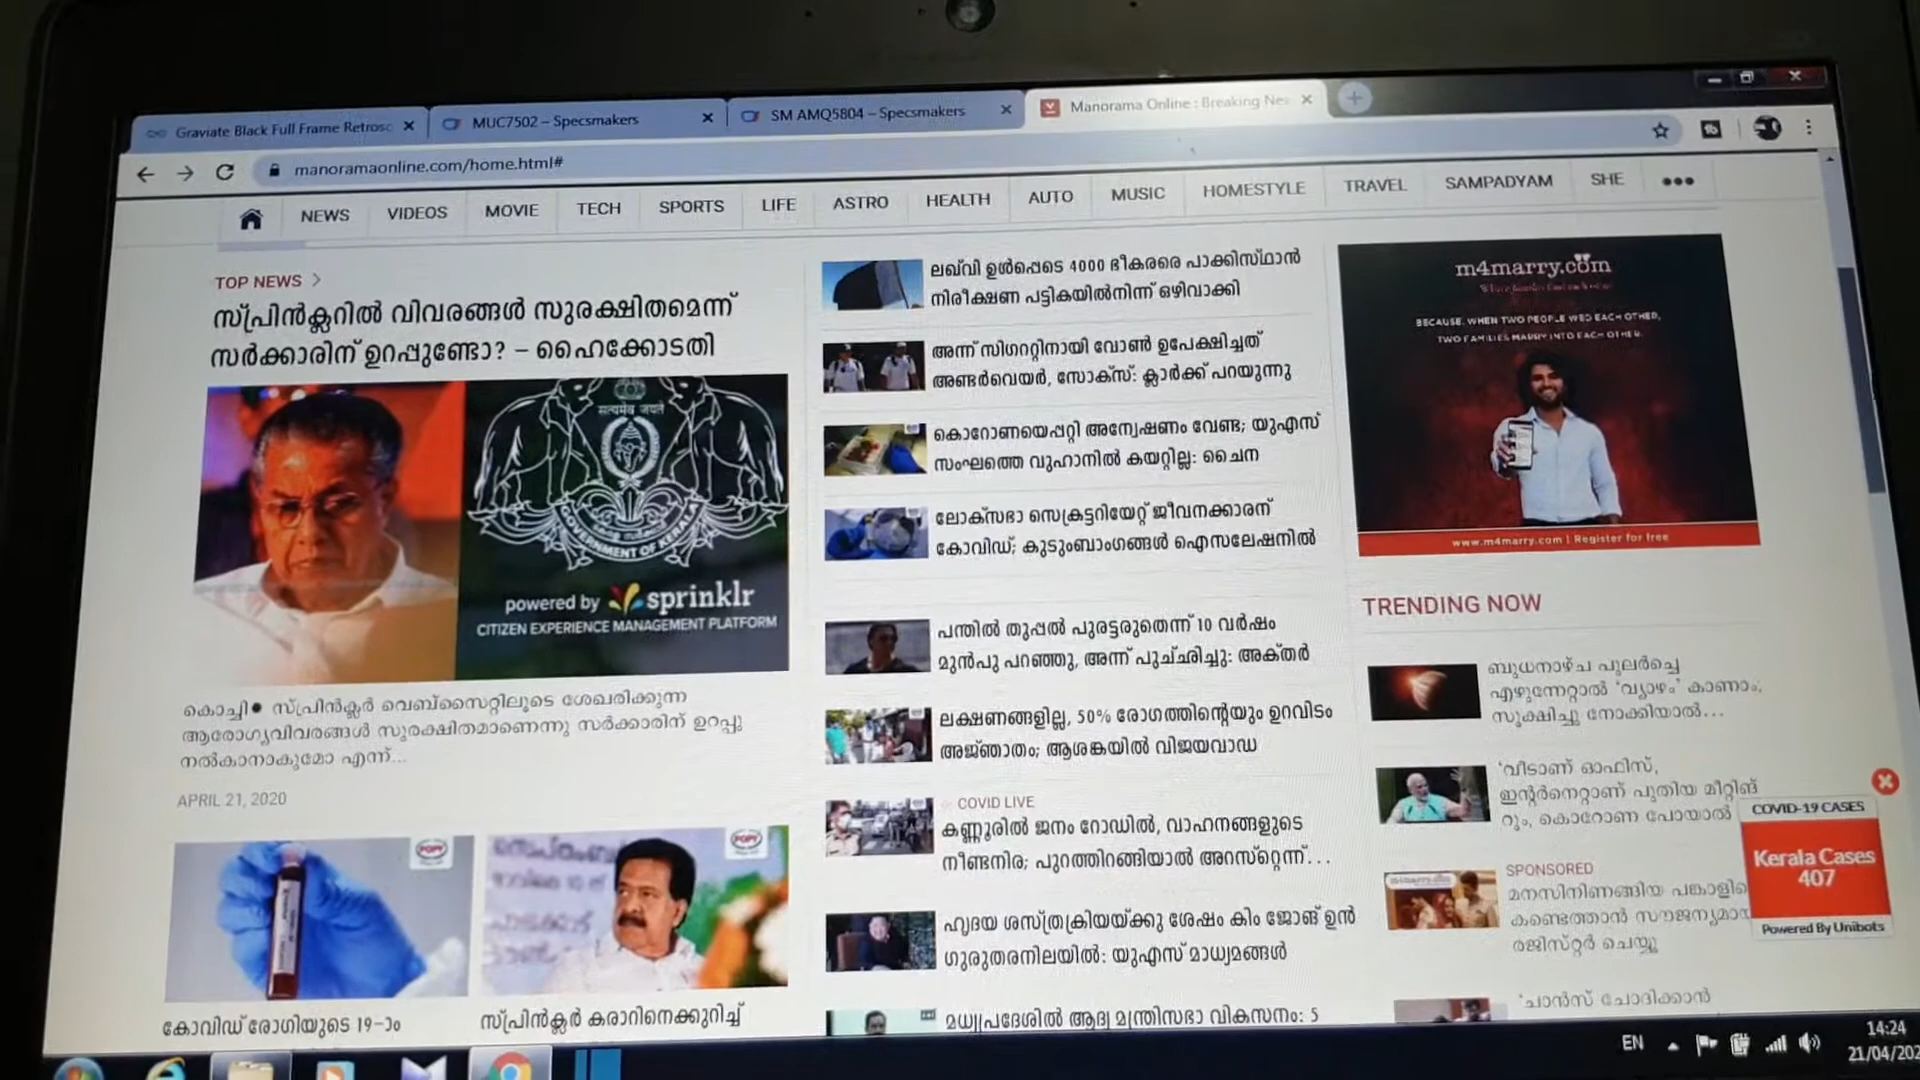 Graviate Black Full Frame Retrosc
MUC7502 – Specsmakers
SM AMQ5804 – Specsmakers
Manorama Online : Breaking Nev
manoramaonline.com/home.html#
NEWS
VIDEOS
MOVIE
TECH
SPORTS
LIFE
ASTRO
HEALTH
AUTO
MUSIC
HOMESTYLE
TRAVEL
SAMPADYAM
SHE
TOP NEWS
സ്പ്രിൻക്ലറിൽ വിവരങ്ങൾ സുരക്ഷിതമെന്ന്
സർക്കാരിന് ഉറപ്പുണ്ടോ? – ഹൈക്കോടതി
सत्यमेव जयते
GOVERNMENT OF KERALA
powered by sprinklr
CITIZEN EXPERIENCE MANAGEMENT PLATFORM
കൊച്ചി● സ്പ്രിൻക്ലർ വെബ്സൈറ്റിലൂടെ ശേഖരിക്കുന്ന
ആരോഗ്യവിവരങ്ങൾ സുരക്ഷിതമാണെന്നു സർക്കാരിന് ഉറപ്പു
നൽകാനാകുമോ എന്ന്...
APRIL 21, 2020
കോവിഡ് രോഗിയുടെ 19–ാം
സ്പ്രിൻക്ലർ കരാറിനെക്കുറിച്ച്
ലഖ്‌വി ഉൾപ്പെടെ 4000 ഭീകരരെ പാക്കിസ്ഥാൻ
നിരീക്ഷണ പട്ടികയിൽനിന്ന് ഒഴിവാക്കി
അന്ന് സിഗററ്റിനായി വോൺ ഉപേക്ഷിച്ചത്
അണ്ടർവെയർ, സോക്സ്: ക്ലാർക്ക് പറയുന്നു
കൊറോണയെപ്പറ്റി അന്വേഷണം വേണ്ട; യുഎസ്
സംഘത്തെ വുഹാനിൽ കയറ്റില്ല: ചൈന
ലോക്സഭാ സെക്രട്ടറിയേറ്റ് ജീവനക്കാരന്
കോവിഡ്; കുടുംബാംഗങ്ങൾ ഐസലേഷനിൽ
പന്തിൽ തുപ്പൽ പുരട്ടരുതെന്ന് 10 വർഷം
മുൻപു പറഞ്ഞു, അന്ന് പുച്ഛിച്ചു: അക്തർ
ലക്ഷണങ്ങളില്ല, 50% രോഗത്തിന്റെയും ഉറവിടം
അജ്ഞാതം; ആശങ്കയിൽ വിജയവാഡ
COVID LIVE
കണ്ണൂരിൽ ജനം റോഡിൽ, വാഹനങ്ങളുടെ
നീണ്ടനിര; പുറത്തിറങ്ങിയാൽ അറസ്റ്റെന്ന്...
ഹൃദയ ശസ്ത്രക്രിയയ്ക്കു ശേഷം കിം ജോങ് ഉൻ
ഗുരുതരനിലയിൽ: യുഎസ് മാധ്യമങ്ങൾ
മധ്യപ്രദേശിൽ ആദ്യ മന്ത്രിസഭാ വികസനം: 5
m4marry.com
BECAUSE, WHEN TWO PEOPLE WED EACH OTHER,
TWO FAMILIES MARRY INTO EACH OTHER.
www.m4marry.com | Register for free
TRENDING NOW
ബുധനാഴ്ച പുലർച്ചെ
എഴുന്നേറ്റാൽ ‘വ്യാഴം’ കാണാം;
സൂക്ഷിച്ചു നോക്കിയാൽ...
‘വീടാണ് ഓഫിസ്,
ഇന്റർനെറ്റാണ് പുതിയ മീറ്റിങ്
റൂം, കൊറോണ പോയാൽ
SPONSORED
മനസിനിണങ്ങിയ
കണ്ടെത്താൻ
രജിസ്റ്റർ ചെയ്യൂ
‘ചാൻസ് ചോദിക്കാൻ
COVID-19 CASES
Kerala Cases
407
Powered By Unibots
EN
14:24
21/04/202